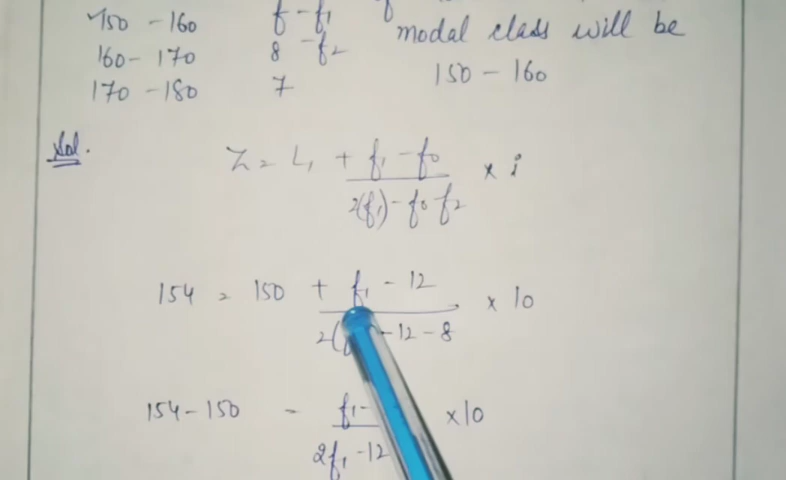 150 - 160 f - f₁ modal class will be
160 - 170 8 - f₂ 150 - 160
170 - 180 7
Sol.
Z = L₁ + f₁ - f₀ × i
2(f₁) - f₀ f₂
154 = 150 + f₁ - 12 × 10
2( - 12 - 8
154 - 150 = f₁ - × 10
2f₁ - 12